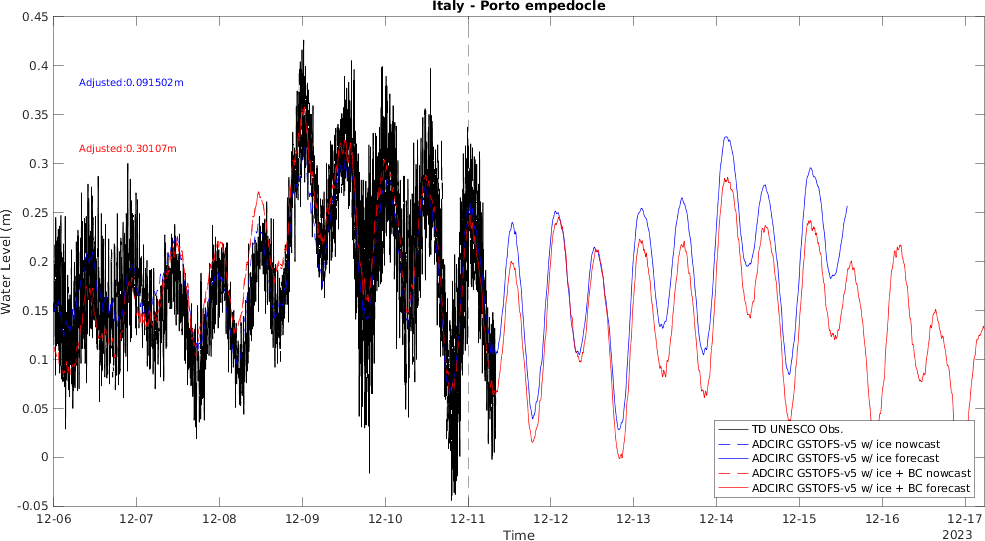 Italy - Porto empedocle
Water Level (m)
0.45
0.4
0.35
0.3
0.25
0.2
0.15
0.1
0.05
0
-0.05
Adjusted:0.091502m
Adjusted:0.30107m
TD UNESCO Obs.
ADCIRC GSTOFS-v5 w/ ice nowcast
ADCIRC GSTOFS-v5 w/ ice forecast
ADCIRC GSTOFS-v5 w/ ice + BC nowcast
ADCIRC GSTOFS-v5 w/ ice + BC forecast
12-06 12-07 12-08 12-09 12-10 12-11 12-12 12-13 12-14 12-15 12-16 12-17
Time
2023